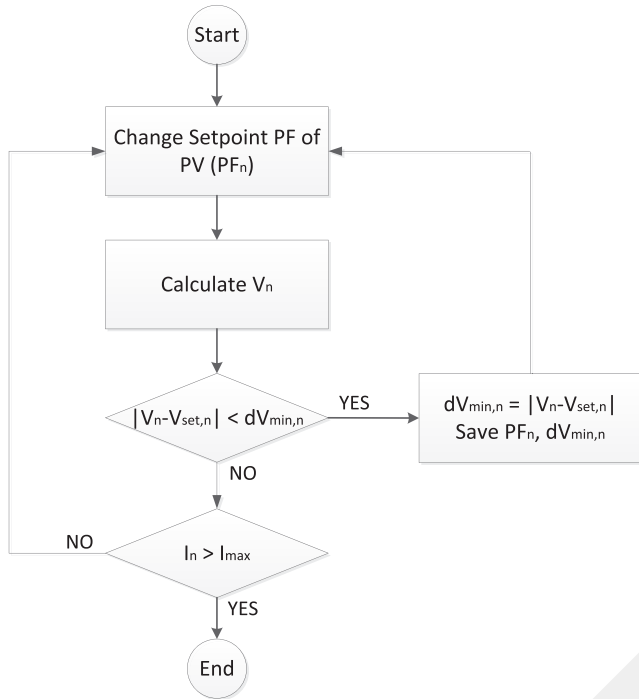 Start
Change Setpoint PF of
PV (PFn)
Calculate Vn
|Vn-Vset,n| < dVmin,n
YES
dVmin,n = |Vn-Vset,n|
Save PFn, dVmin,n
NO
NO
In > Imax
YES
End